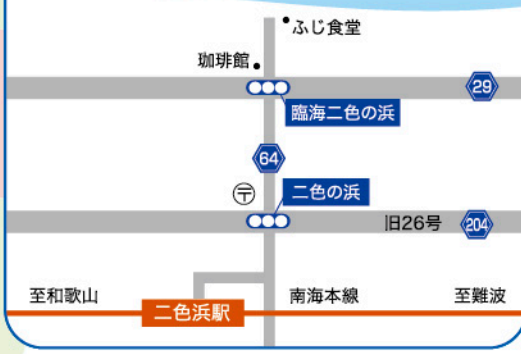 ふじ食堂
珈琲館
29
臨海二色の浜
64
〒
二色の浜
旧26号
204
至和歌山
南海本線
至難波
二色浜駅